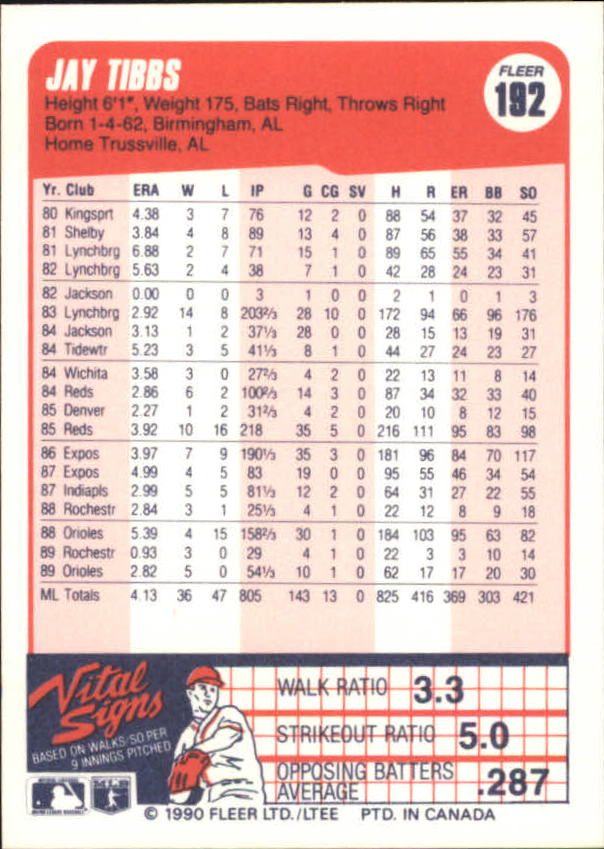 JAY TIBBS
FLEER
192
Height 6'1", Weight 175, Bats Right, Throws Right
Born 1-4-62, Birmingham, AL
Home Trussville, AL
Yr. Club ERA W L IP G CG SV H R ER BB SO
80 Kingsprt 4.38 3 7 76 12 2 0 88 54 37 32 45
81 Shelby 3.84 4 8 89 13 4 0 87 56 38 33 57
81 Lynchbrg 6.88 2 7 71 15 1 0 89 65 55 34 41
82 Lynchbrg 5.63 2 4 38 7 1 0 42 28 24 23 31
82 Jackson 0.00 0 0 3 1 0 0 2 1 0 1 3
83 Lynchbrg 2.92 14 8 203⅔ 28 10 0 172 94 66 96 176
84 Jackson 3.13 1 2 37⅓ 28 0 0 28 15 13 19 31
84 Tidewtr 5.23 3 5 41⅓ 8 1 0 44 27 24 23 27
84 Wichita 3.58 3 0 27⅔ 4 2 0 22 13 11 8 14
84 Reds 2.86 6 2 100⅔ 14 3 0 87 34 32 33 40
85 Denver 2.27 1 2 31⅔ 4 2 0 20 10 8 12 15
85 Reds 3.92 10 16 218 35 5 0 216 111 95 83 98
86 Expos 3.97 7 9 190⅓ 35 3 0 181 96 84 70 117
87 Expos 4.99 4 5 83 19 0 0 95 55 46 34 54
87 Indiapls 2.99 5 5 81⅓ 12 2 0 64 31 27 22 55
88 Rochestr 2.84 3 1 25⅓ 4 1 0 22 12 8 9 18
88 Orioles 5.39 4 15 158⅔ 30 1 0 184 103 95 63 82
89 Rochestr 0.93 3 0 29 4 1 0 22 3 3 10 14
89 Orioles 2.82 5 0 54⅓ 10 1 0 62 17 17 20 30
ML Totals 4.13 36 47 805 143 13 0 825 416 369 303 421
Vital
Signs
BASED ON WALKS/SO PER
9 INNINGS PITCHED
WALK RATIO 3.3
STRIKEOUT RATIO 5.0
OPPOSING BATTERS
AVERAGE .287
© 1990 FLEER LTD./LTEE PTD. IN CANADA